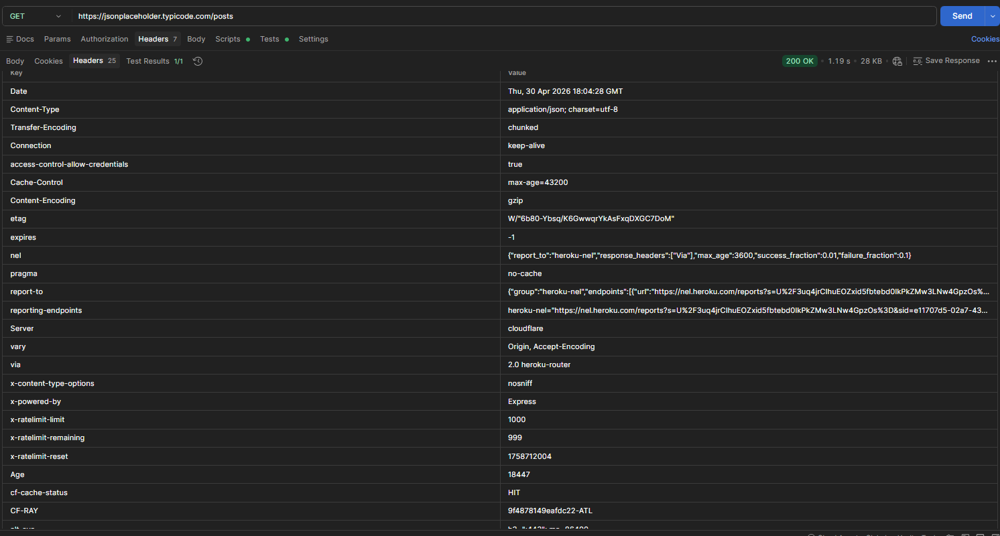 GET https://jsonplaceholder.typicode.com/posts Send
Docs Params Authorization Headers 7 Body Scripts Tests Settings Cookies
Body Cookies Headers 25 Test Results 1/1 200 OK • 1.19 s • 28 KB • e.g. Save Response
Key Value
Date Thu, 30 Apr 2026 18:04:28 GMT
Content-Type application/json; charset=utf-8
Transfer-Encoding chunked
Connection keep-alive
access-control-allow-credentials true
Cache-Control max-age=43200
Content-Encoding gzip
etag W/"6b80-Ybsq/K6GwwqrYkAsFxqDXGC7DoM"
expires -1
nel {"report_to":"heroku-nel","response_headers":["Via"],"max_age":3600,"success_fraction":0.01,"failure_fraction":0.1}
pragma no-cache
report-to {"group":"heroku-nel","endpoints":[{"url":"https://nel.heroku.com/reports?s=U%2F3uq4jrCIhuEOZxid5fbtebd0IkPkZMw3LNw4GpzOs%...
reporting-endpoints heroku-nel="https://nel.heroku.com/reports?s=U%2F3uq4jrCIhuEOZxid5fbtebd0IkPkZMw3LNw4GpzOs%3D&sid=e11707d5-02a7-43...
Server cloudflare
vary Origin, Accept-Encoding
via 2.0 heroku-router
x-content-type-options nosniff
x-powered-by Express
x-ratelimit-limit 1000
x-ratelimit-remaining 999
x-ratelimit-reset 1758712004
Age 18447
cf-cache-status HIT
CF-RAY 9f4878149eafdc22-ATL